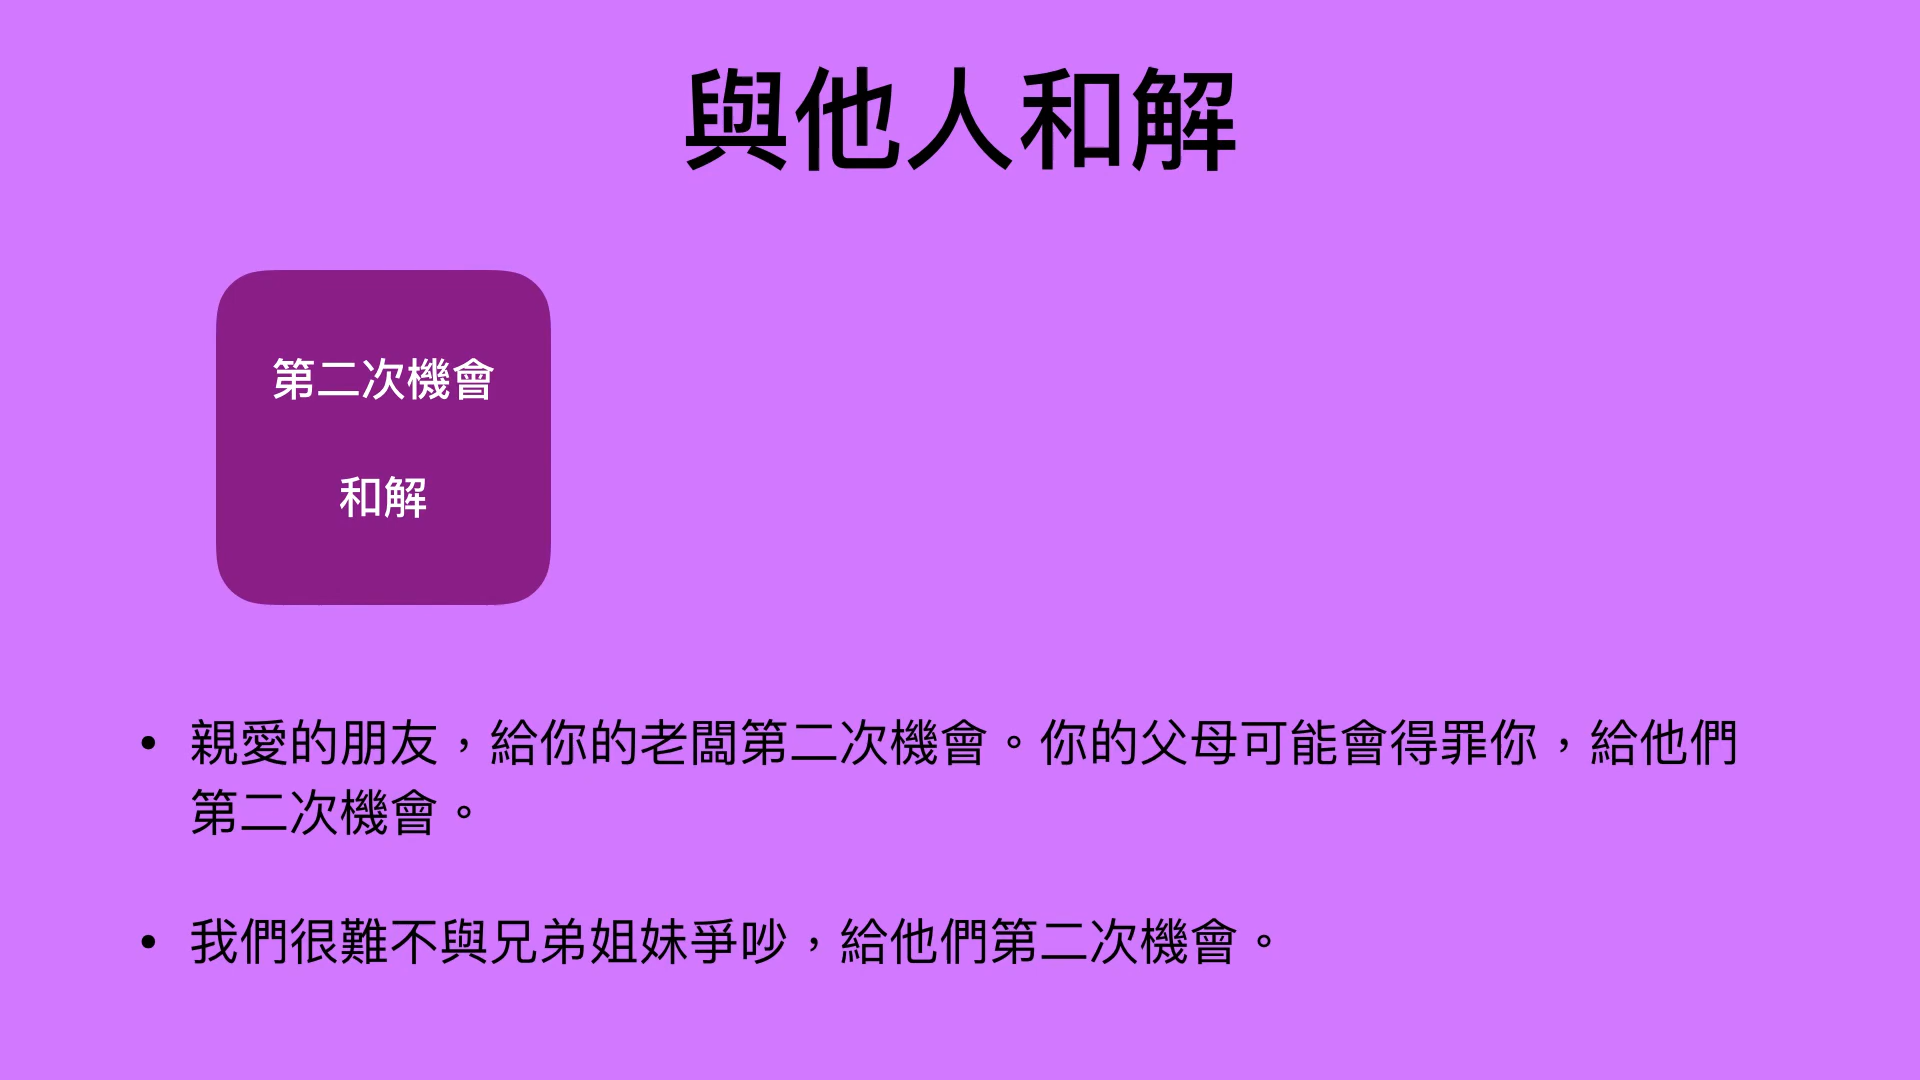 與他人和解
第二次機會
和解
• 親愛的朋友，給你的老闆第二次機會。你的父母可能會得罪你，給他們
第二次機會。
• 我們很難不與兄弟姐妹爭吵，給他們第二次機會。